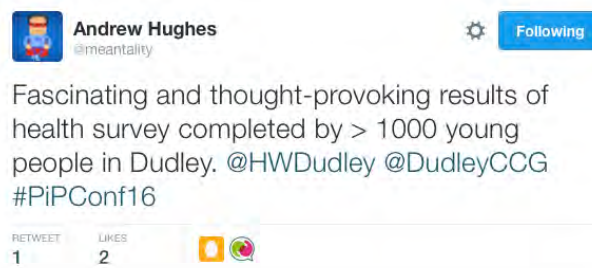 Andrew Hughes
@meantality
Following
Fascinating and thought-provoking results of
health survey completed by > 1000 young
people in Dudley. @HWDudley @DudleyCCG
#PiPConf16
RETWEET LIKES
1 2